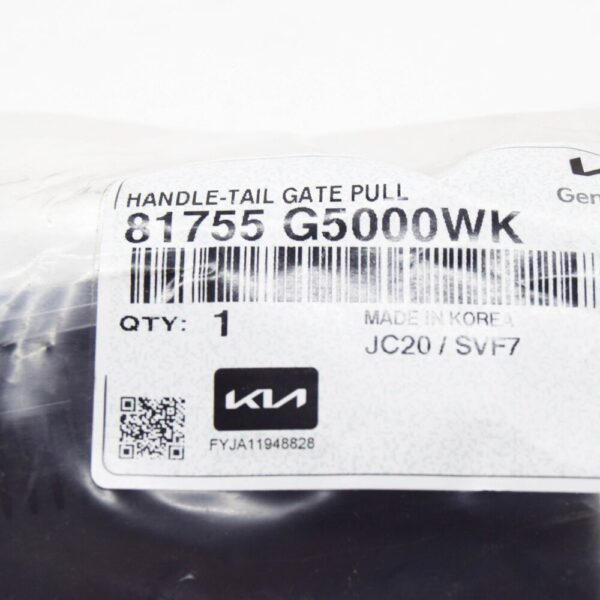 HANDLE-TAIL GATE PULL
81755 G5000WK
QTY: 1
MADE IN KOREA
JC20 / SVF7
KIA
FYJA11948828